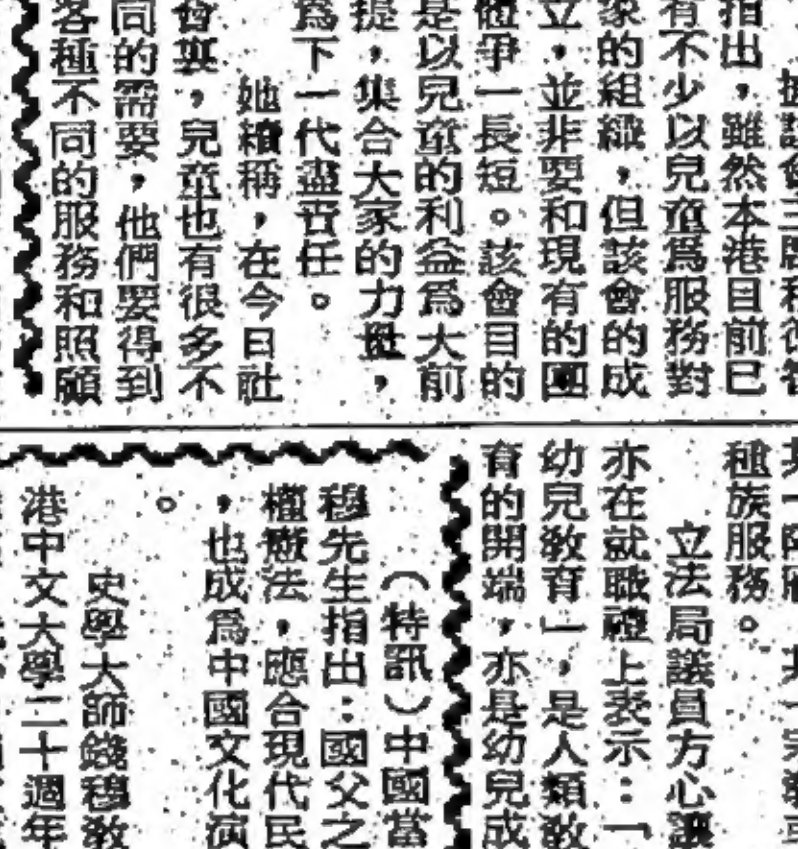 指出，雖然本港目前已
有不少以兒童爲服務對
象的組織，但該會的成
立，並非要和現有的團
體爭一長短。該會目的
是以兒童的利益爲大前
提，集合大家的力量，
爲下一代盡責任。
她續稱，在今日社
會裏，兒童也有很多不
同的需要，他們要得到
各種不同的服務和照顧
種族服務。
立法局議員方心讓
亦在就職禮上表示：「
幼兒敎育」，是人類敎
育的開端，亦是幼兒成
（特訊）中國當
穆先生指出：國父之
權憲法，應合現代民
，也成爲中國文化演
。
史學大師錢穆敎
港中文大學二十週年